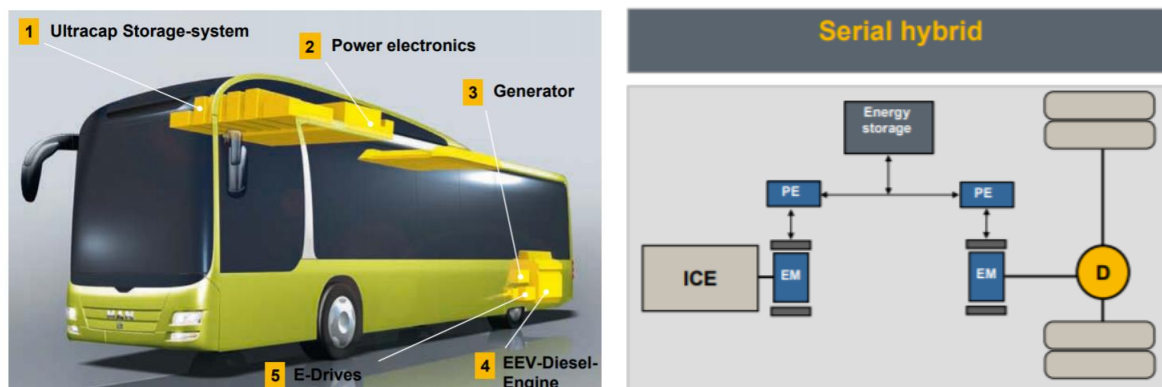 1 Ultracap Storage-system
2 Power electronics
3 Generator
MAN
5 E-Drives
4 EEV-Diesel-
Engine
Serial hybrid
Energy
storage
PE
PE
ICE
EM
EM
D